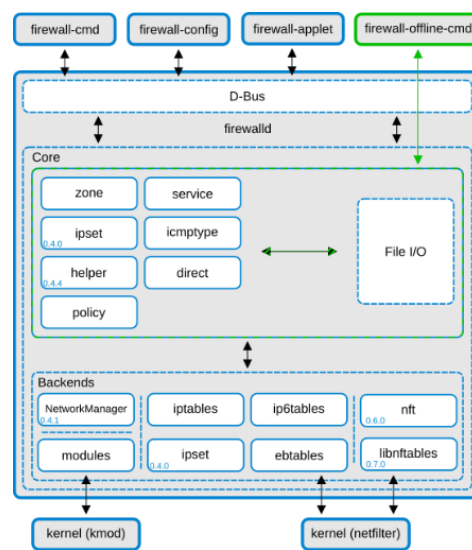 firewall-cmd
firewall-config
firewall-applet
firewall-offline-cmd
D-Bus
firewalld
Core
zone
service
ipset
0.4.0
icmptype
helper
0.4.4
direct
policy
File I/O
Backends
NetworkManager
0.4.1
iptables
ip6tables
nft
0.6.0
modules
ipset
0.4.0
ebtables
libnftables
0.7.0
kernel (kmod)
kernel (netfilter)